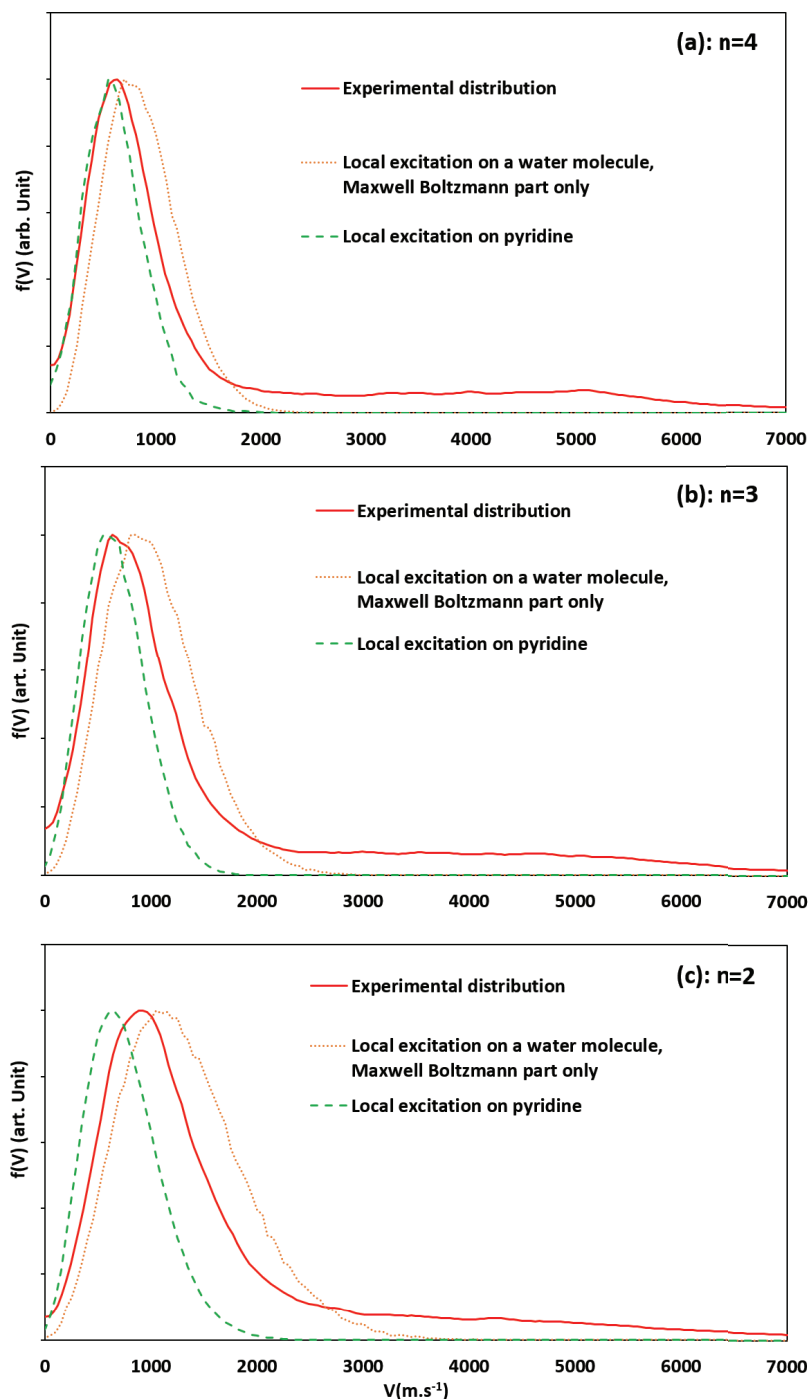 (a): n=4
Experimental distribution
Local excitation on a water molecule,
Maxwell Boltzmann part only
Local excitation on pyridine
f(V) (arb. Unit)
0 1000 2000 3000 4000 5000 6000 7000
(b): n=3
Experimental distribution
Local excitation on a water molecule,
Maxwell Boltzmann part only
Local excitation on pyridine
f(V) (art. Unit)
0 1000 2000 3000 4000 5000 6000 7000
(c): n=2
Experimental distribution
Local excitation on a water molecule,
Maxwell Boltzmann part only
Local excitation on pyridine
f(V) (art. Unit)
0 1000 2000 3000 4000 5000 6000 7000
V(m.s⁻¹)